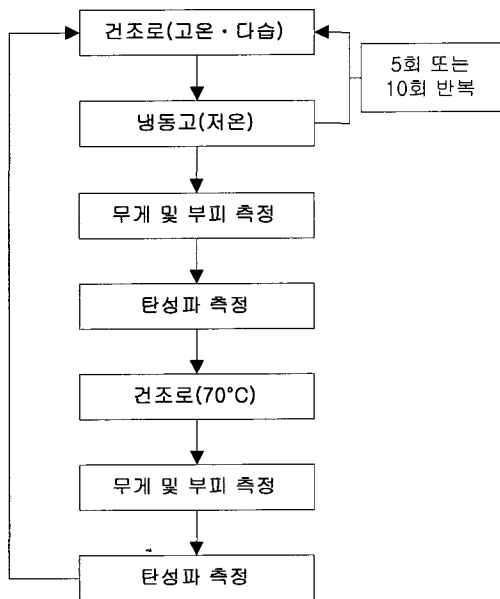 건조로(고온·다습)
5회 또는
10회 반복
냉동고(저온)
무게 및 부피 측정
탄성파 측정
건조로(70°C)
무게 및 부피 측정
탄성파 측정